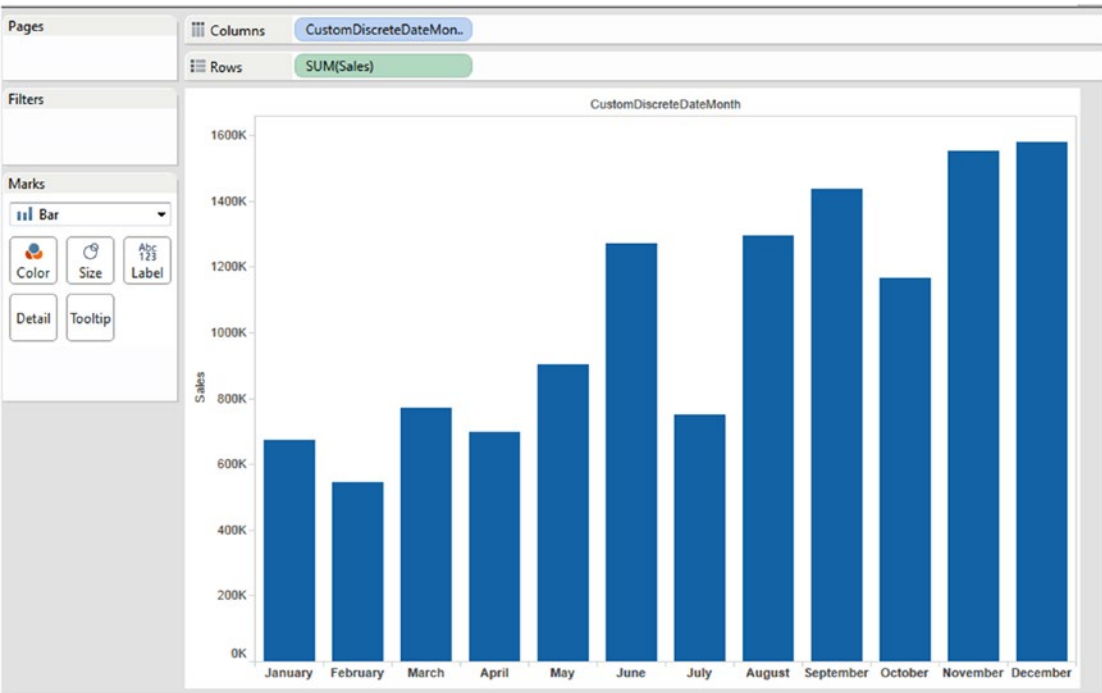 Pages
Columns
CustomDiscreteDateMon..
Rows
SUM(Sales)
Filters
Marks
Bar
Color
Size
Abc
123
Label
Detail
Tooltip
CustomDiscreteDateMonth
Sales
1600K
1400K
1200K
1000K
800K
600K
400K
200K
0K
January February March April May June July August September October November December